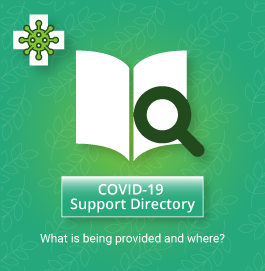 COVID-19
Support Directory
What is being provided and where?